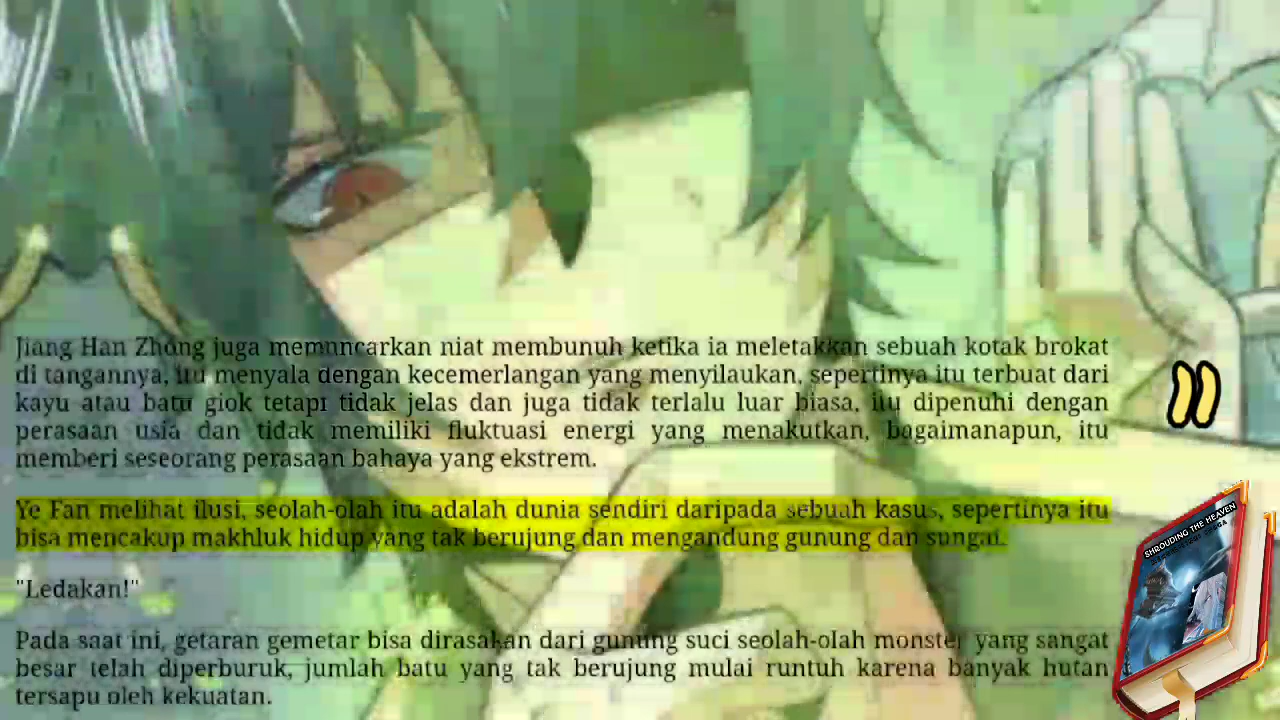 Jiang Han Zhong juga memancarkan niat membunuh ketika ia meletakkan sebuah kotak brokat
di tangannya, itu menyala dengan kecemerlangan yang menyilaukan, sepertinya itu terbuat dari
kayu atau batu giok tetapi tidak jelas dan juga tidak terlalu luar biasa, itu dipenuhi dengan
perasaan usia dan tidak memiliki fluktuasi energi yang menakutkan, bagaimanapun, itu
memberi seseorang perasaan bahaya yang ekstrem.
Ye Fan melihat ilusi, seolah-olah itu adalah dunia sendiri daripada sebuah kasus, sepertinya itu
bisa mencakup makhluk hidup yang tak berujung dan mengandung gunung dan sungai.
"Ledakan!"
Pada saat ini, getaran gemetar bisa dirasakan dari gunung suci seolah-olah monster yang sangat
besar telah diperburuk, jumlah batu yang tak berujung mulai runtuh karena banyak hutan
tersapu oleh kekuatan.
SHROUDING THE HEAVEN